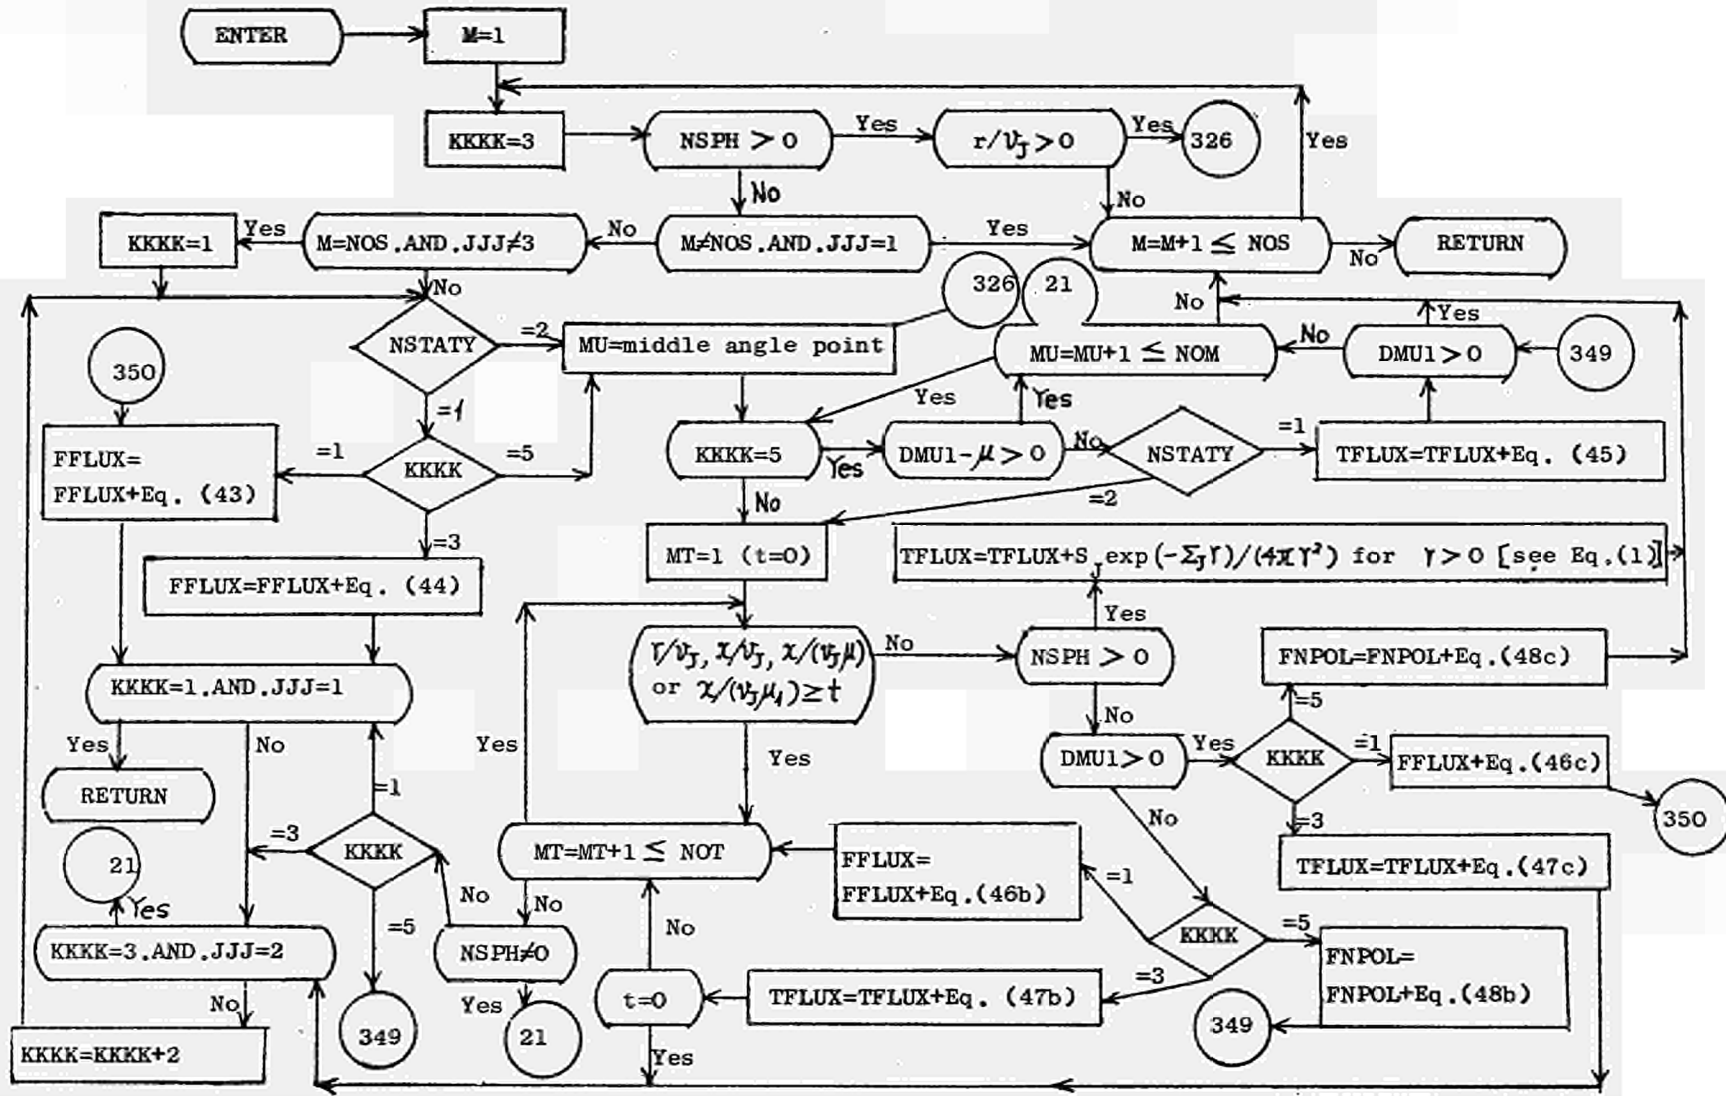 ENTER
M=1
KKKK=3
NSPH > 0
Yes
r/v_J > 0
Yes
326
Yes
No
No
KKKK=1
Yes
M=NOS.AND.JJJ≠3
No
M≠NOS.AND.JJJ=1
Yes
M=M+1 ≤ NOS
No
RETURN
No
326
21
No
Yes
350
NSTATY
=2
MU=middle angle point
MU=MU+1 ≤ NOM
No
DMU1 > 0
349
=1
Yes
Yes
FFLUX=
FFLUX+Eq. (43)
=1
KKKK
=5
KKKK=5
Yes
DMU1-μ > 0
No
NSTATY
=1
TFLUX=TFLUX+Eq. (45)
No
=2
=3
MT=1 (t=0)
TFLUX=TFLUX+S_J exp(-Σ_J r)/(4πr²) for r > 0 [see Eq.(1)]
FFLUX=FFLUX+Eq. (44)
Yes
r/v_J, x/v_J, x/(v_J μ)
or x/(v_J μ_1) ≥ t
No
NSPH > 0
FNPOL=FNPOL+Eq.(48c)
KKKK=1.AND.JJJ=1
=5
No
Yes
No
Yes
Yes
DMU1 > 0
Yes
KKKK
=1
FFLUX+Eq.(46c)
RETURN
=1
350
No
=3
=3
KKKK
MT=MT+1 ≤ NOT
FFLUX=
FFLUX+Eq.(46b)
=1
TFLUX=TFLUX+Eq.(47c)
21
Yes
No
No
=5
No
KKKK
=5
KKKK=3.AND.JJJ=2
NSPH≠0
FNPOL=
FNPOL+Eq.(48b)
=3
No
Yes
t=0
TFLUX=TFLUX+Eq. (47b)
349
349
21
KKKK=KKKK+2
Yes